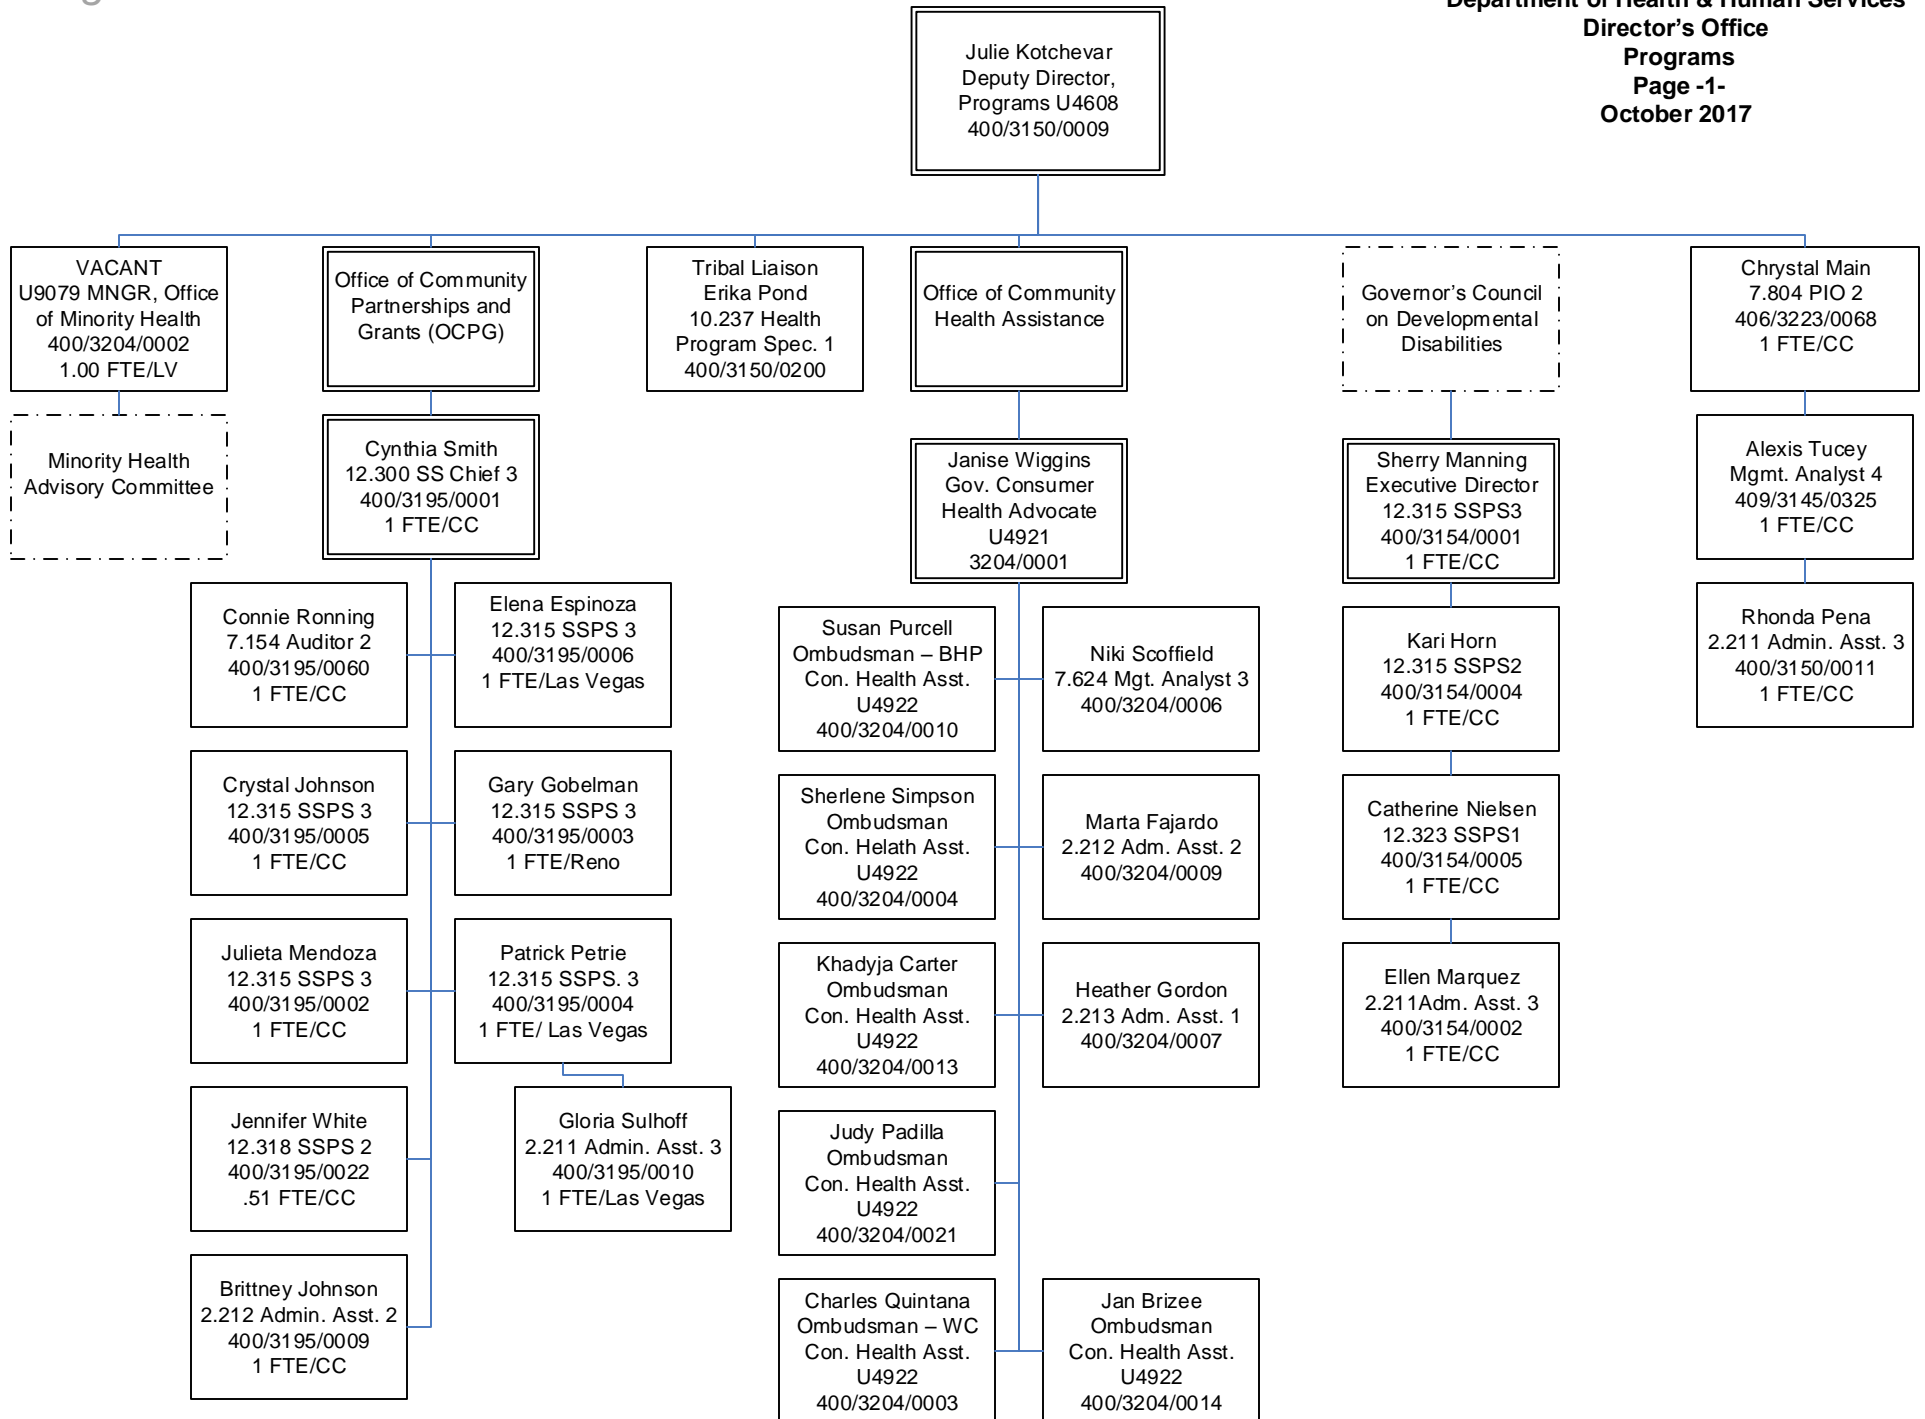 Department of Health & Human Services
Director's Office
Programs
Page -1-
October 2017
Julie Kotchevar
Deputy Director,
Programs U4608
400/3150/0009
VACANT
U9079 MNGR, Office
of Minority Health
400/3204/0002
1.00 FTE/LV
Minority Health
Advisory Committee
Office of Community
Partnerships and
Grants (OCPG)
Cynthia Smith
12.300 SS Chief 3
400/3195/0001
1 FTE/CC
Connie Ronning
7.154 Auditor 2
400/3195/0060
1 FTE/CC
Elena Espinoza
12.315 SSPS 3
400/3195/0006
1 FTE/Las Vegas
Crystal Johnson
12.315 SSPS 3
400/3195/0005
1 FTE/CC
Gary Gobelman
12.315 SSPS 3
400/3195/0003
1 FTE/Reno
Julieta Mendoza
12.315 SSPS 3
400/3195/0002
1 FTE/CC
Patrick Petrie
12.315 SSPS. 3
400/3195/0004
1 FTE/ Las Vegas
Jennifer White
12.318 SSPS 2
400/3195/0022
.51 FTE/CC
Gloria Sulhoff
2.211 Admin. Asst. 3
400/3195/0010
1 FTE/Las Vegas
Brittney Johnson
2.212 Admin. Asst. 2
400/3195/0009
1 FTE/CC
Tribal Liaison
Erika Pond
10.237 Health
Program Spec. 1
400/3150/0200
Office of Community
Health Assistance
Janise Wiggins
Gov. Consumer
Health Advocate
U4921
3204/0001
Susan Purcell
Ombudsman – BHP
Con. Health Asst.
U4922
400/3204/0010
Niki Scoffield
7.624 Mgt. Analyst 3
400/3204/0006
Sherlene Simpson
Ombudsman
Con. Helath Asst.
U4922
400/3204/0004
Marta Fajardo
2.212 Adm. Asst. 2
400/3204/0009
Khadyja Carter
Ombudsman
Con. Health Asst.
U4922
400/3204/0013
Heather Gordon
2.213 Adm. Asst. 1
400/3204/0007
Judy Padilla
Ombudsman
Con. Health Asst.
U4922
400/3204/0021
Charles Quintana
Ombudsman – WC
Con. Health Asst.
U4922
400/3204/0003
Jan Brizee
Ombudsman
Con. Health Asst.
U4922
400/3204/0014
Governor's Council
on Developmental
Disabilities
Sherry Manning
Executive Director
12.315 SSPS3
400/3154/0001
1 FTE/CC
Kari Horn
12.315 SSPS2
400/3154/0004
1 FTE/CC
Catherine Nielsen
12.323 SSPS1
400/3154/0005
1 FTE/CC
Ellen Marquez
2.211Adm. Asst. 3
400/3154/0002
1 FTE/CC
Chrystal Main
7.804 PIO 2
406/3223/0068
1 FTE/CC
Alexis Tucey
Mgmt. Analyst 4
409/3145/0325
1 FTE/CC
Rhonda Pena
2.211 Admin. Asst. 3
400/3150/0011
1 FTE/CC